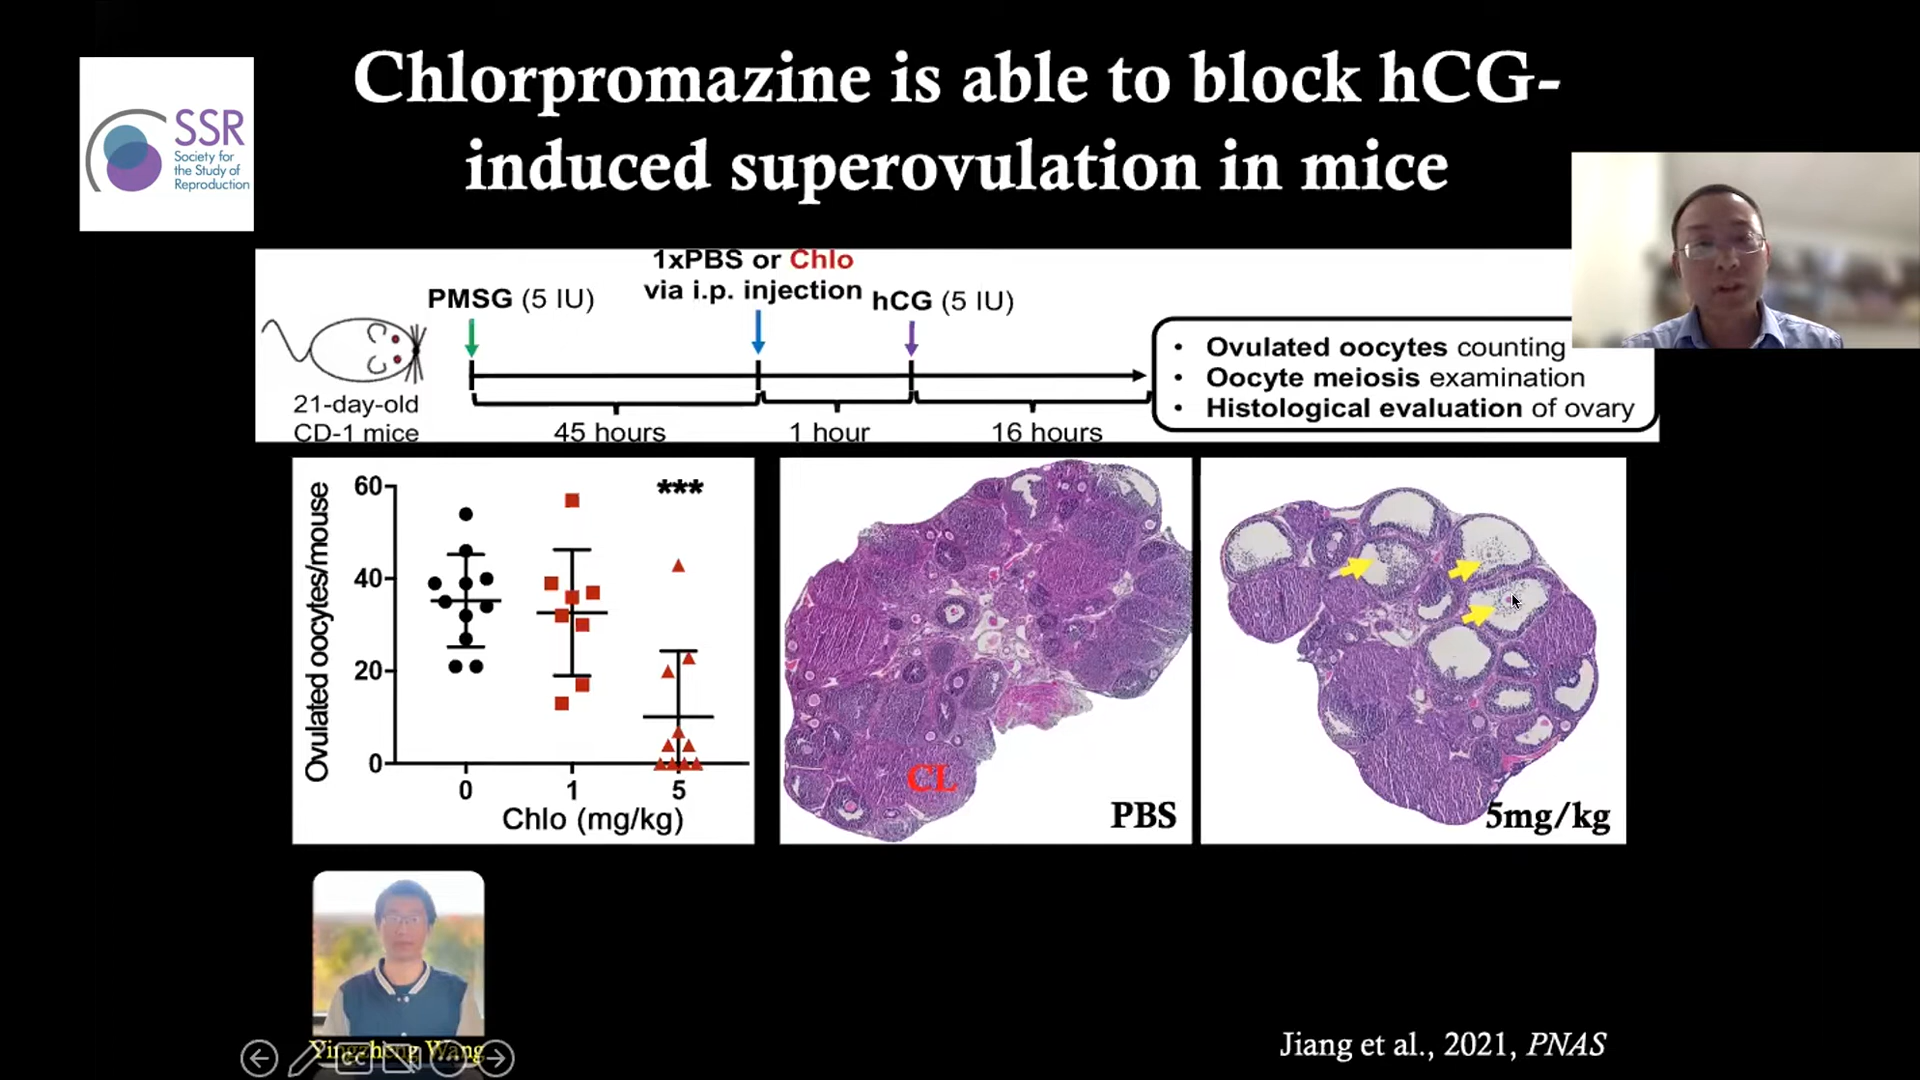 Chlorpromazine is able to block hCG-
induced superovulation in mice
SSR
Society for
the Study of
Reproduction
1xPBS or Chlo
via i.p. injection
PMSG (5 IU)
hCG (5 IU)
21-day-old
CD-1 mice
45 hours
1 hour
16 hours
• Ovulated oocytes counting
• Oocyte meiosis examination
• Histological evaluation of ovary
Ovulated oocytes/mouse
60
40
20
0
***
0 1 5
Chlo (mg/kg)
CL
PBS
5mg/kg
Yingzheng Wang
CC
Jiang et al., 2021, PNAS